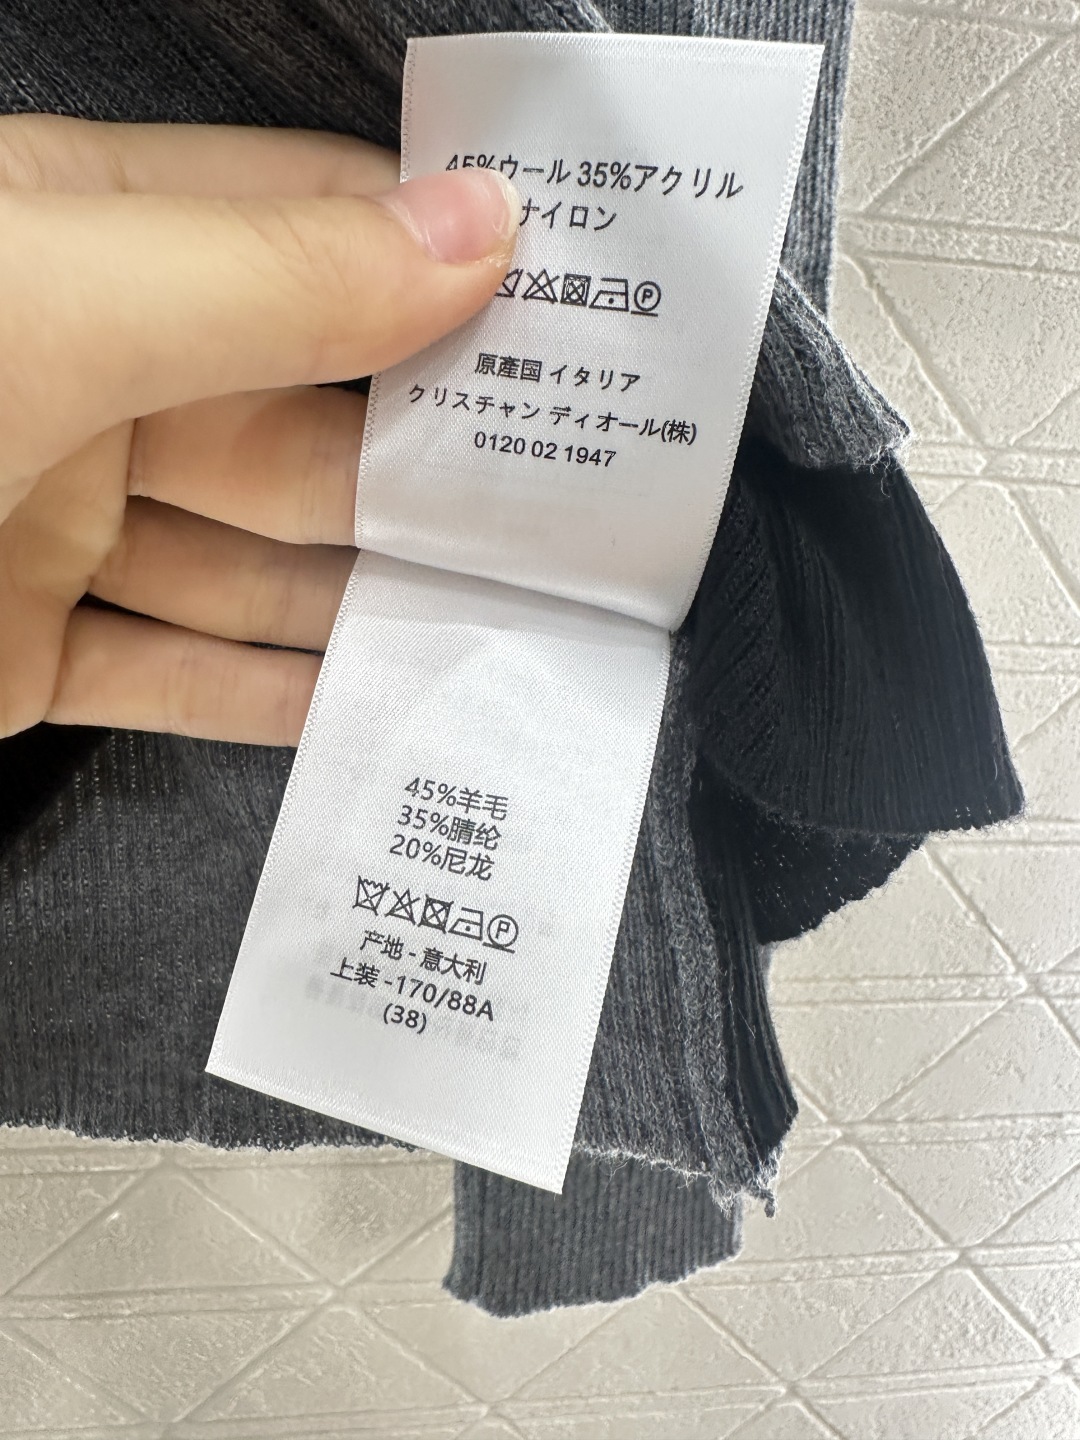 45%ウール 35%アクリル
ナイロン
P
原產国 イタリア
クリスチャン ディオール(株)
0120 02 1947
45%羊毛
35%腈纶
20%尼龙
P
产地 - 意大利
上装 -170/88A
(38)